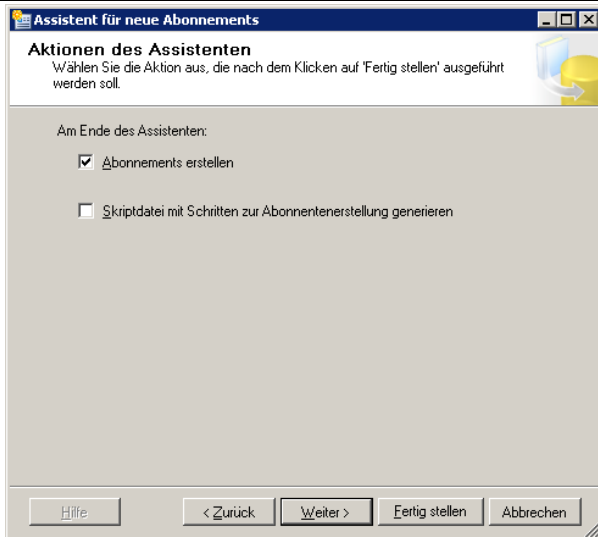 Assistent für neue Abonnements
Aktionen des Assistenten
Wählen Sie die Aktion aus, die nach dem Klicken auf 'Fertig stellen' ausgeführt
werden soll.
Am Ende des Assistenten:
Abonnements erstellen
Skriptdatei mit Schritten zur Abonnentenerstellung generieren
Hilfe
< Zurück
Weiter >
Fertig stellen
Abbrechen